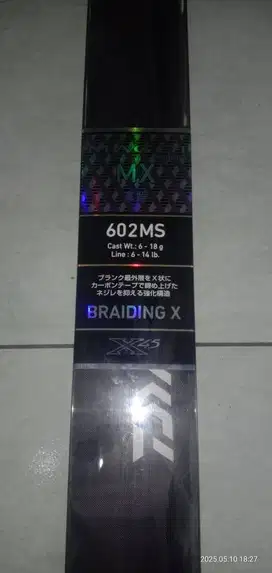 MX
602MS
Cast Wt.: 6 - 18 g
Line : 6 - 14 lb.
ブランク最外層をX状に
カーボンテープで締め上げた
ネジレを抑える強化構造
BRAIDING X
X45
2025.05.10 18:27